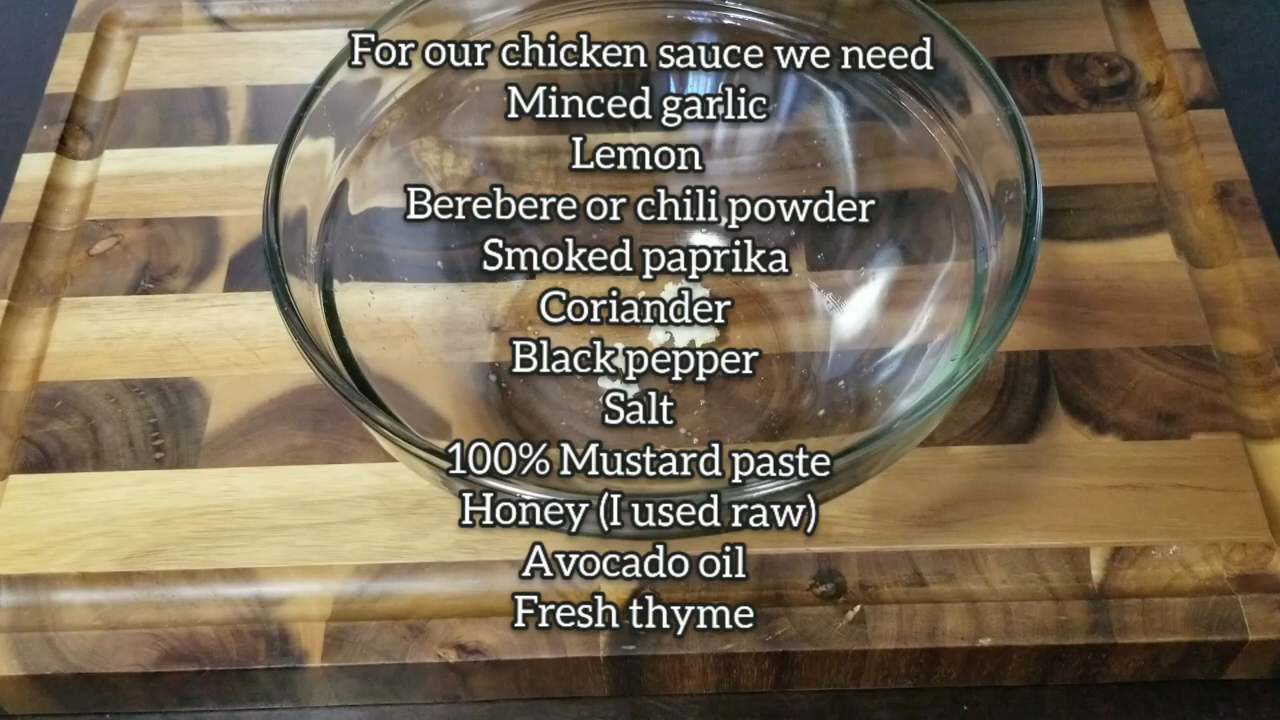 For our chicken sauce we need
Minced garlic
Lemon
Berebere or chili powder
Smoked paprika
Coriander
Black pepper
Salt
100% Mustard paste
Honey (I used raw)
Avocado oil
Fresh thyme